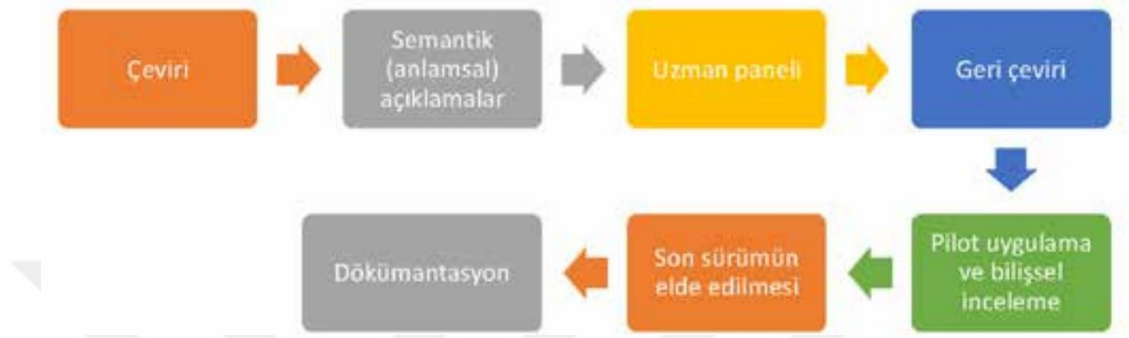 Çeviri
Semantik
(anlamsal)
açıklamalar
Uzman paneli
Geri çeviri
Pilot uygulama
ve bilişsel
inceleme
Son sürümün
elde edilmesi
Dökümantasyon